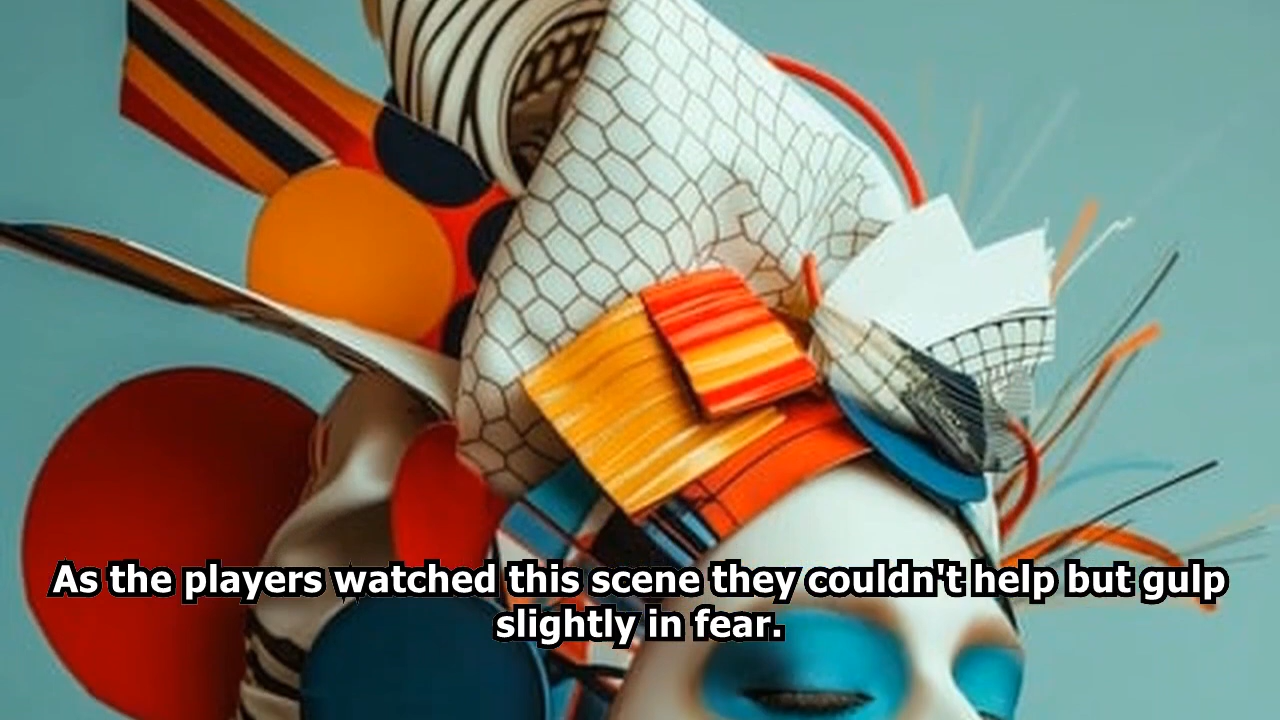 As the players watched this scene they couldn't help but gulp
slightly in fear.